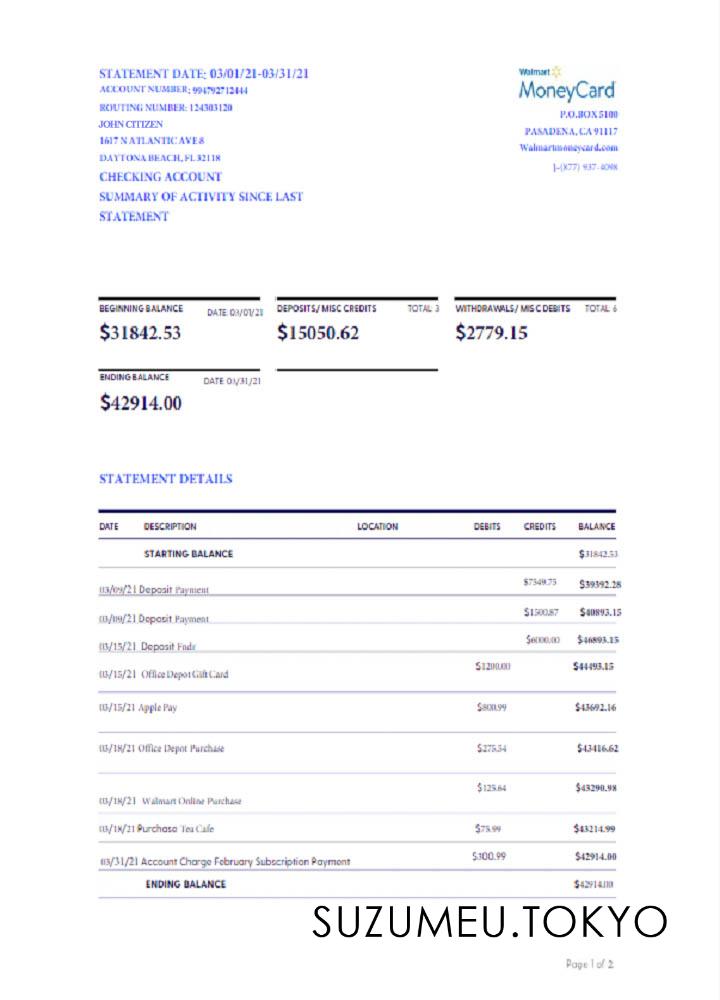 STATEMENT DATE: 03/01/21-03/31/21
ACCOUNT NUMBER: 994792712444
ROUTING NUMBER: 124303120
JOHN CITIZEN
1617 N ATLANTIC AVE 8
DAYTONA BEACH, FL 32118
CHECKING ACCOUNT
SUMMARY OF ACTIVITY SINCE LAST
STATEMENT
Walmart
MoneyCard
P.O.BOX 5100
PASADENA, CA 91117
Walmartmoneycard.com
1-(877) 937-4098
BEGINNING BALANCE DATE 03/01/21 DEPOSITS/ MISC CREDITS TOTAL 3 WITHDRAWALS/ MISC DEBITS TOTAL 6
$31842.53 $15050.62 $2779.15
ENDING BALANCE DATE 03/31/21
$42914.00
STATEMENT DETAILS
DATE DESCRIPTION LOCATION DEBITS CREDITS BALANCE
STARTING BALANCE $31842.53
03/09/21 Deposit Payment $7549.75 $39392.28
03/09/21 Deposit Payment $1500.87 $40893.15
03/15/21 Deposit $6000.00 $46893.15
03/15/21 Office Depot Gift Card $1200.00 $44493.15
03/15/21 Apple Pay $800.99 $43692.16
03/18/21 Office Depot Purchase $275.54 $43416.62
03/18/21 Walmart Online Purchase $125.64 $43290.98
03/18/21 Purchase Tea Cafe $75.99 $43214.99
03/31/21 Account Charge February Subscription Payment $300.99 $42914.00
ENDING BALANCE $42914.00
SUZUMEU.TOKYO
Page 1 of 2